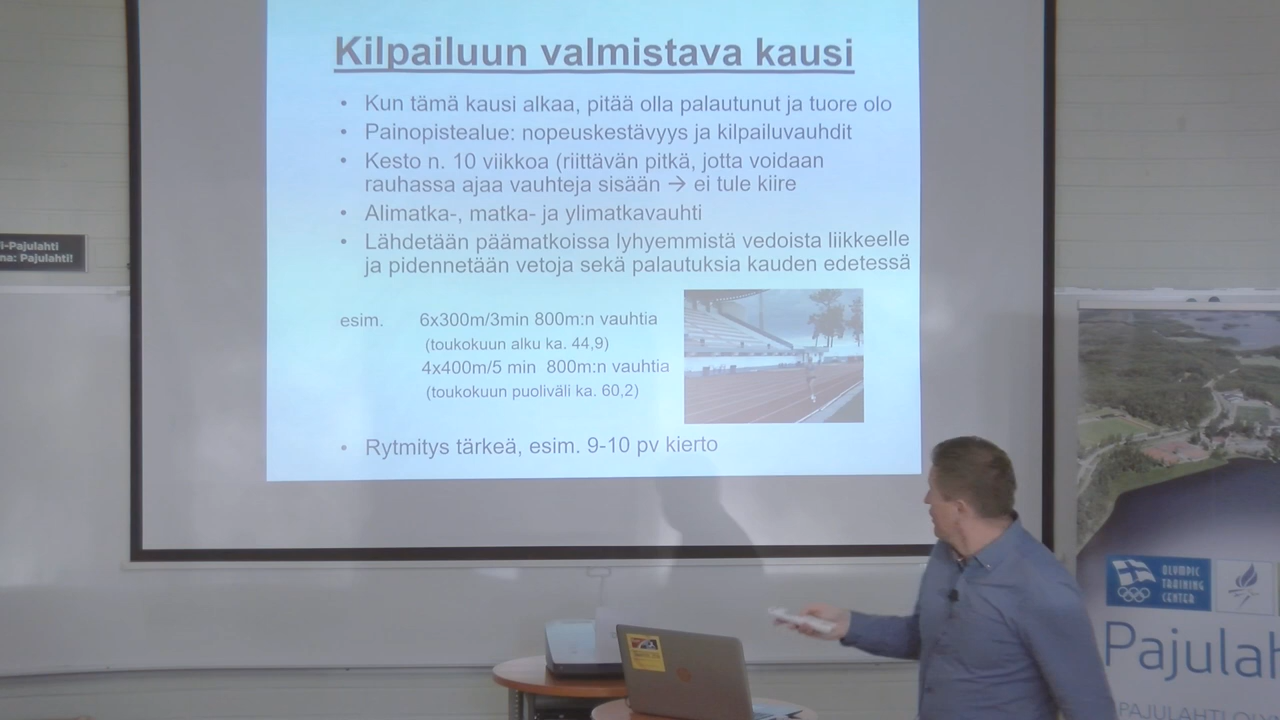 Kilpailuun valmistava kausi
• Kun tämä kausi alkaa, pitää olla palautunut ja tuore olo
• Painopistealue: nopeuskestävyys ja kilpailuvauhdit
• Kesto n. 10 viikkoa (riittävän pitkä, jotta voidaan
rauhassa ajaa vauhteja sisään → ei tule kiire
• Alimatka-, matka- ja ylimatkavauhti
• Lähdetään päämatkoissa lyhyemmistä vedoista liikkeelle
ja pidennetään vetoja sekä palautuksia kauden edetessä
esim. 6x300m/3min 800m:n vauhtia
(toukokuun alku ka. 44,9)
4x400m/5 min 800m:n vauhtia
(toukokuun puoliväli ka. 60,2)
• Rytmitys tärkeä, esim. 9-10 pv kierto
i-Pajulahti
na: Pajulahti!
OLYMPIC
TRAINING
CENTER
Pajulah
PAJULAHTI OL